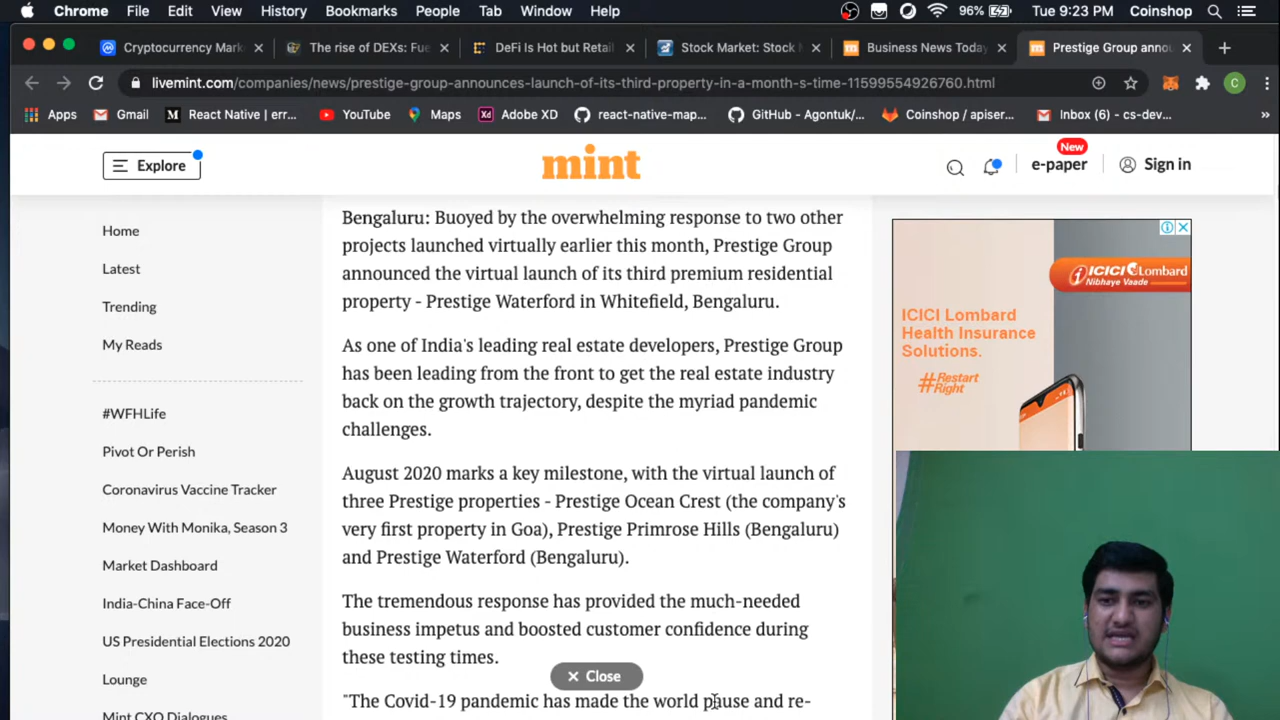 Chrome File Edit View History Bookmarks People Tab Window Help 96% Tue 9:23 PM Coinshop
Cryptocurrency Mark The rise of DEXs: Fue DeFi Is Hot but Retail Stock Market: Stock M Business News Today Prestige Group annou
livemint.com/companies/news/prestige-group-announces-launch-of-its-third-property-in-a-month-s-time-11599554926760.html C
Apps Gmail React Native | err... YouTube Maps Adobe XD react-native-map... GitHub - Agontuk/... Coinshop / apiser... Inbox (6) - cs-dev...
New
Explore mint e-paper Sign in
Home
Latest
Trending
My Reads
#WFHLife
Pivot Or Perish
Coronavirus Vaccine Tracker
Money With Monika, Season 3
Market Dashboard
India-China Face-Off
US Presidential Elections 2020
Lounge
Mint CXO Dialogues
Bengaluru: Buoyed by the overwhelming response to two other
projects launched virtually earlier this month, Prestige Group
announced the virtual launch of its third premium residential
property - Prestige Waterford in Whitefield, Bengaluru.
As one of India's leading real estate developers, Prestige Group
has been leading from the front to get the real estate industry
back on the growth trajectory, despite the myriad pandemic
challenges.
August 2020 marks a key milestone, with the virtual launch of
three Prestige properties - Prestige Ocean Crest (the company's
very first property in Goa), Prestige Primrose Hills (Bengaluru)
and Prestige Waterford (Bengaluru).
The tremendous response has provided the much-needed
business impetus and boosted customer confidence during
these testing times.
Close
"The Covid-19 pandemic has made the world pause and re-
ICICI Lombard
Nibhaye Vaade
ICICI Lombard
Health Insurance
Solutions.
#Restart
Right